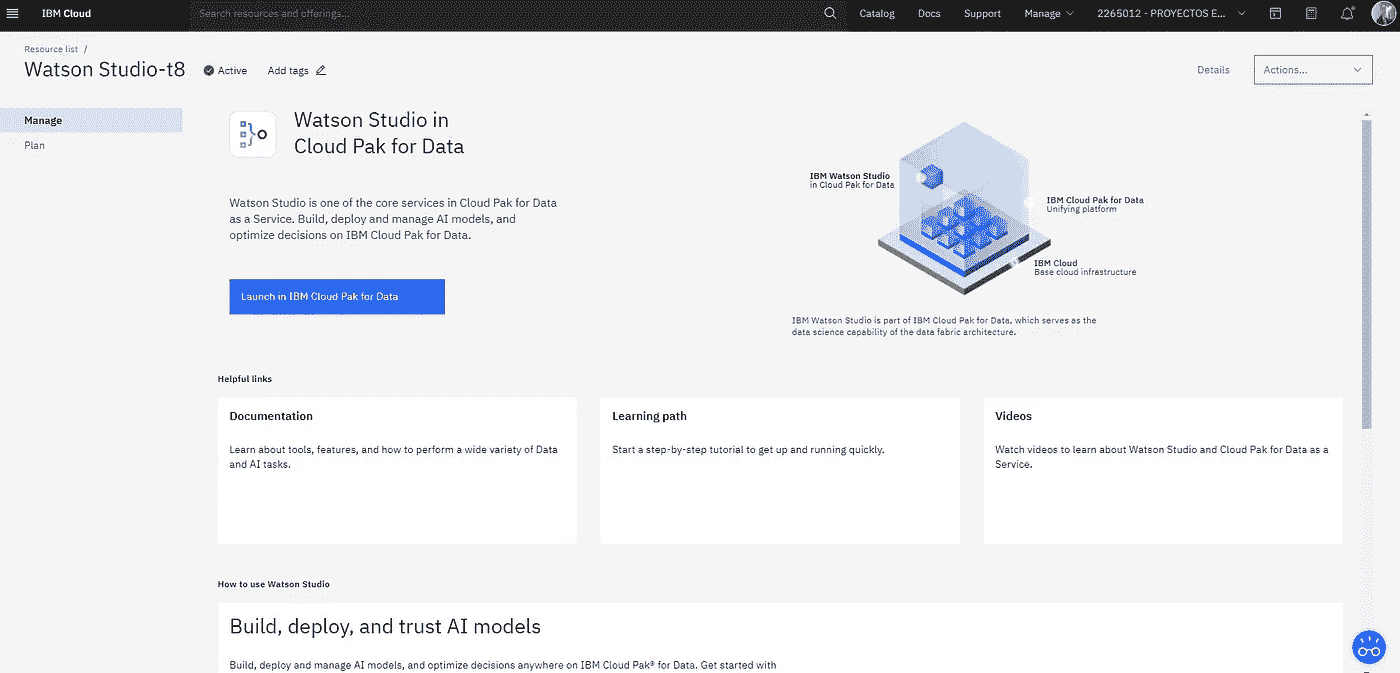 IBM Cloud
Search resources and offerings...
Catalog
Docs
Support
Manage
2265012 - PROYECTOS E...
Resource list /
Watson Studio-t8
Active
Add tags
Details
Actions...
Manage
Plan
Watson Studio in
Cloud Pak for Data
Watson Studio is one of the core services in Cloud Pak for Data
as a Service. Build, deploy and manage AI models, and
optimize decisions on IBM Cloud Pak for Data.
Launch in IBM Cloud Pak for Data
IBM Watson Studio
in Cloud Pak for Data
IBM Cloud Pak for Data
Unifying platform
IBM Cloud
Base cloud infrastructure
IBM Watson Studio is part of IBM Cloud Pak for Data, which serves as the
data science capability of the data fabric architecture.
Helpful links
Documentation
Learn about tools, features, and how to perform a wide variety of Data
and AI tasks.
Learning path
Start a step-by-step tutorial to get up and running quickly.
Videos
Watch videos to learn about Watson Studio and Cloud Pak for Data as a
Service.
How to use Watson Studio
Build, deploy, and trust AI models
Build, deploy and manage AI models, and optimize decisions anywhere on IBM Cloud Pak® for Data. Get started with